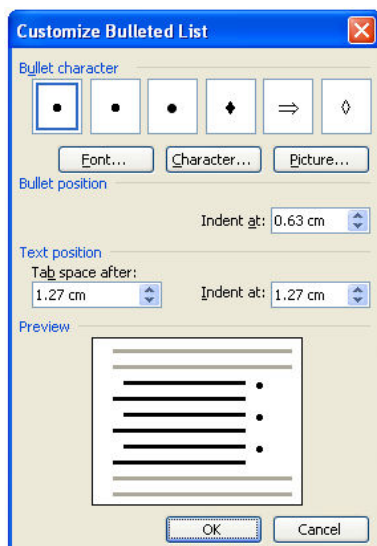 Customize Bulleted List
Bullet character
Font... Character... Picture...
Bullet position
Indent at: 0.63 cm
Text position
Tab space after:
1.27 cm Indent at: 1.27 cm
Preview
OK Cancel